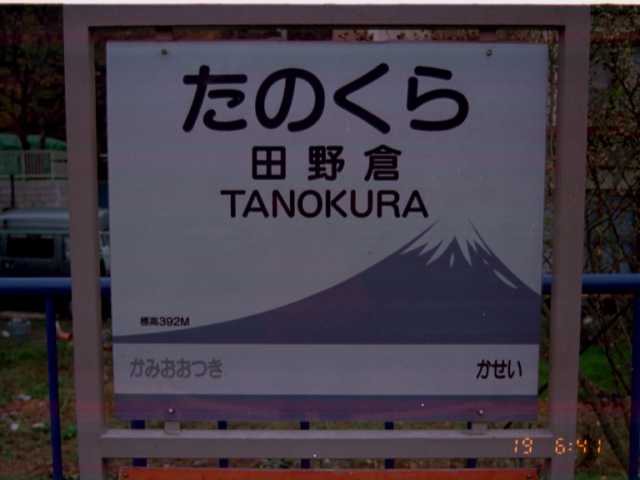 たのくら
田野倉
TANOKURA
標高392M
かみおおつき かせい
19 6:41